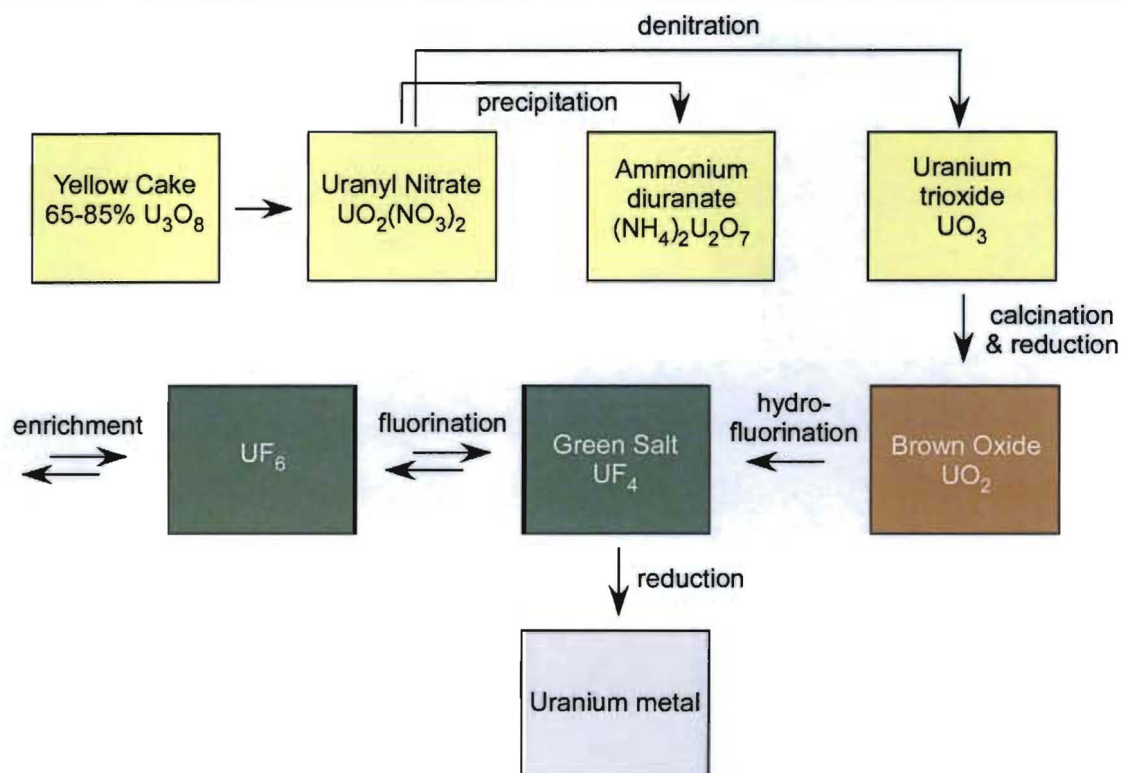 denitration
precipitation
Yellow Cake
65-85% U₃O₈
Uranyl Nitrate
UO₂(NO₃)₂
Ammonium
diuranate
(NH₄)₂U₂O₇
Uranium
trioxide
UO₃
calcination
& reduction
enrichment
UF₆
fluorination
Green Salt
UF₄
hydro-
fluorination
Brown Oxide
UO₂
reduction
Uranium metal